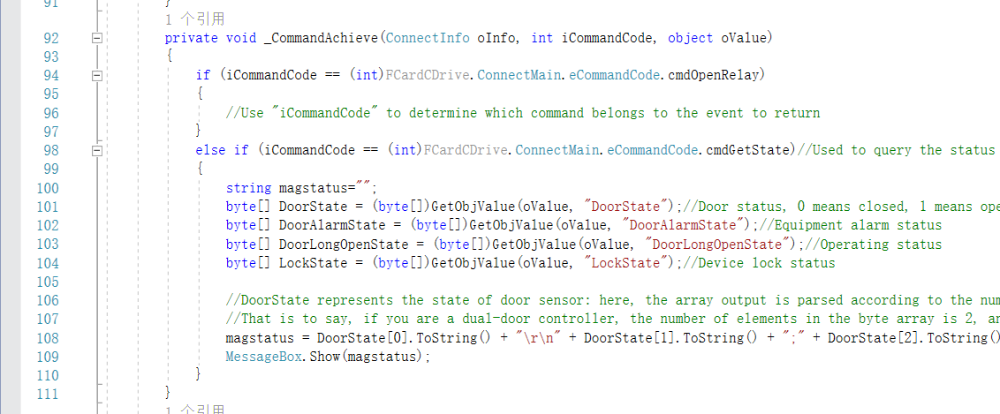 91 }
1 个引用
92 private void _CommandAchieve(ConnectInfo oInfo, int iCommandCode, object oValue)
93 {
94 if (iCommandCode == (int)FCardCDrive.ConnectMain.eCommandCode.cmdOpenRelay)
95 {
96 //Use "iCommandCode" to determine which command belongs to the event to return
97 }
98 else if (iCommandCode == (int)FCardCDrive.ConnectMain.eCommandCode.cmdGetState)//Used to query the status
99 {
100 string magstatus="";
101 byte[] DoorState = (byte[])GetObjValue(oValue, "DoorState");//Door status, 0 means closed, 1 means ope
102 byte[] DoorAlarmState = (byte[])GetObjValue(oValue, "DoorAlarmState");//Equipment alarm status
103 byte[] DoorLongOpenState = (byte[])GetObjValue(oValue, "DoorLongOpenState");//Operating status
104 byte[] LockState = (byte[])GetObjValue(oValue, "LockState");//Device lock status
105
106 //DoorState represents the state of door sensor: here, the array output is parsed according to the num
107 //That is to say, if you are a dual-door controller, the number of elements in the byte array is 2, an
108 magstatus = DoorState[0].ToString() + "\r\n" + DoorState[1].ToString() + ";" + DoorState[2].ToString()
109 MessageBox.Show(magstatus);
110 }
111 }
1 个引用